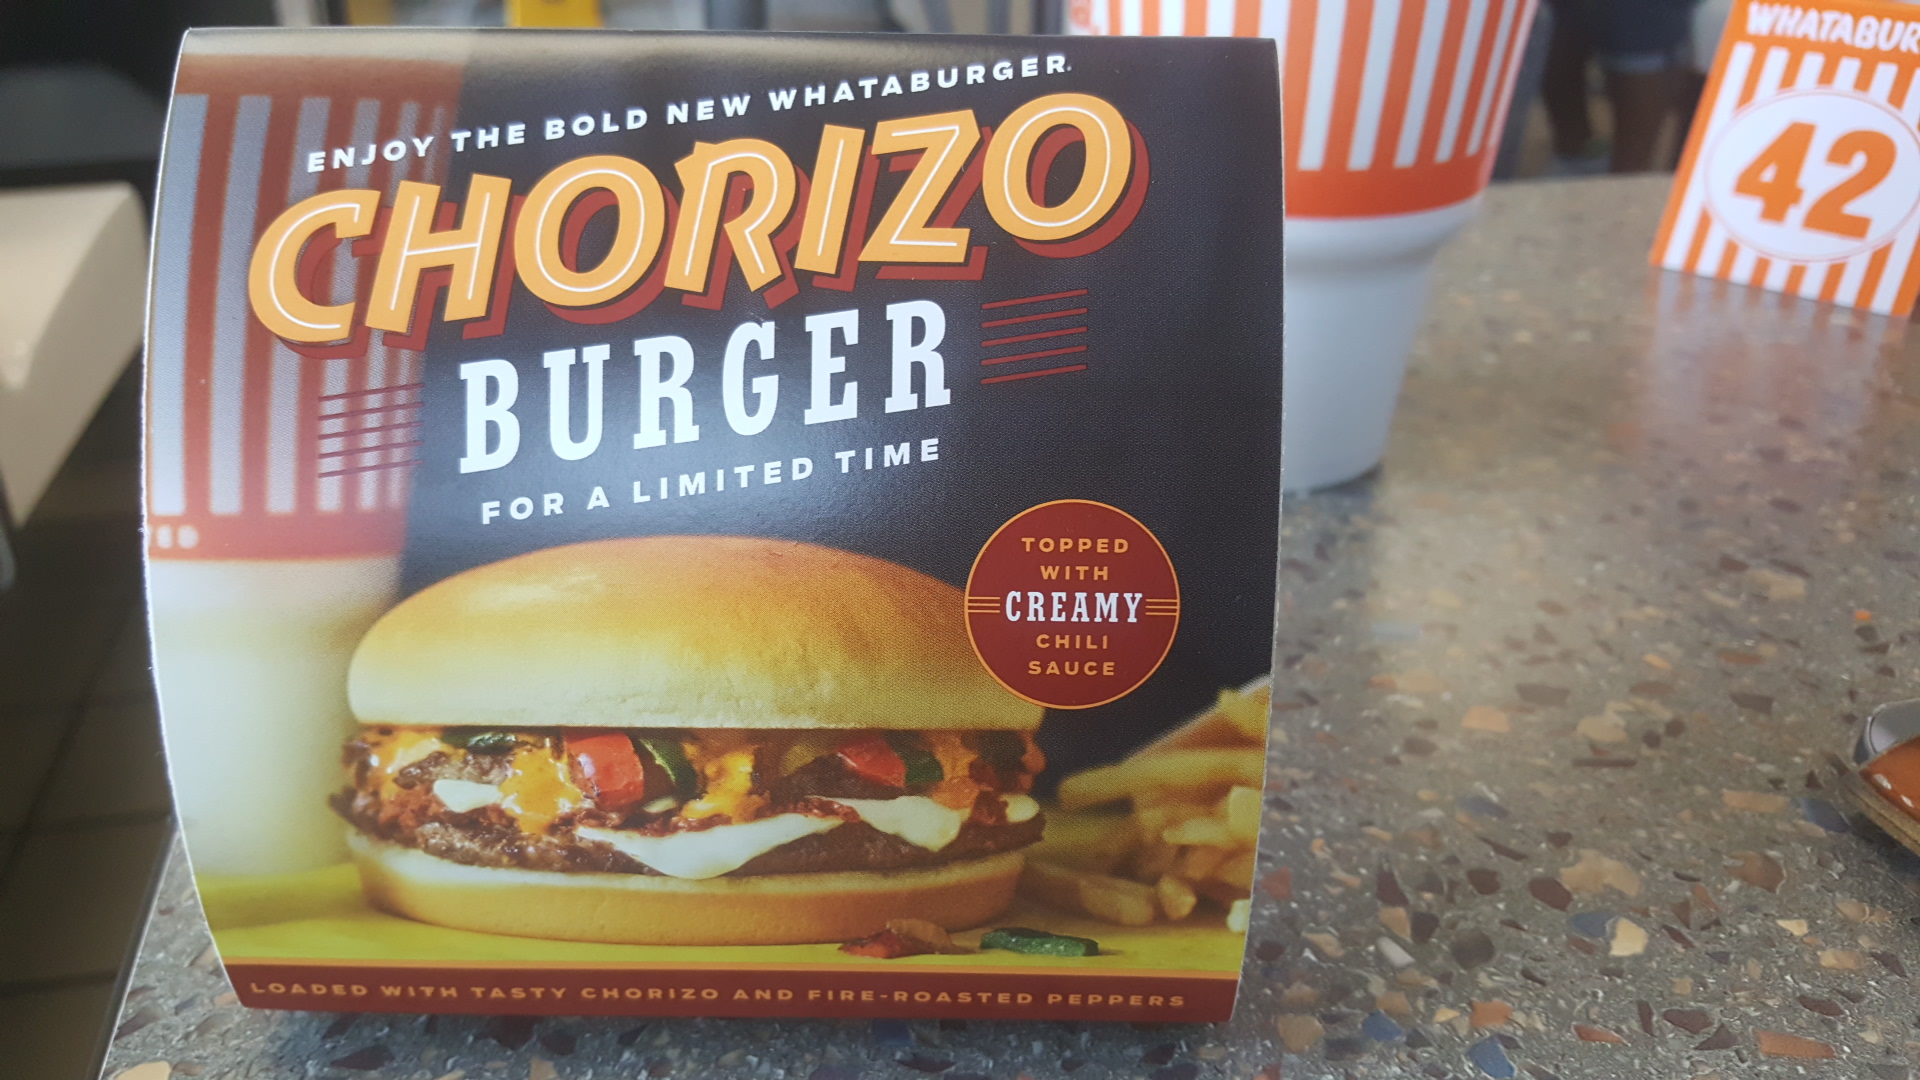 ENJOY THE BOLD NEW WHATABURGER.
CHORIZO
BURGER
FOR A LIMITED TIME
TOPPED
WITH
CREAMY
CHILI
SAUCE
LOADED WITH TASTY CHORIZO AND FIRE-ROASTED PEPPERS
WHATABUR
42